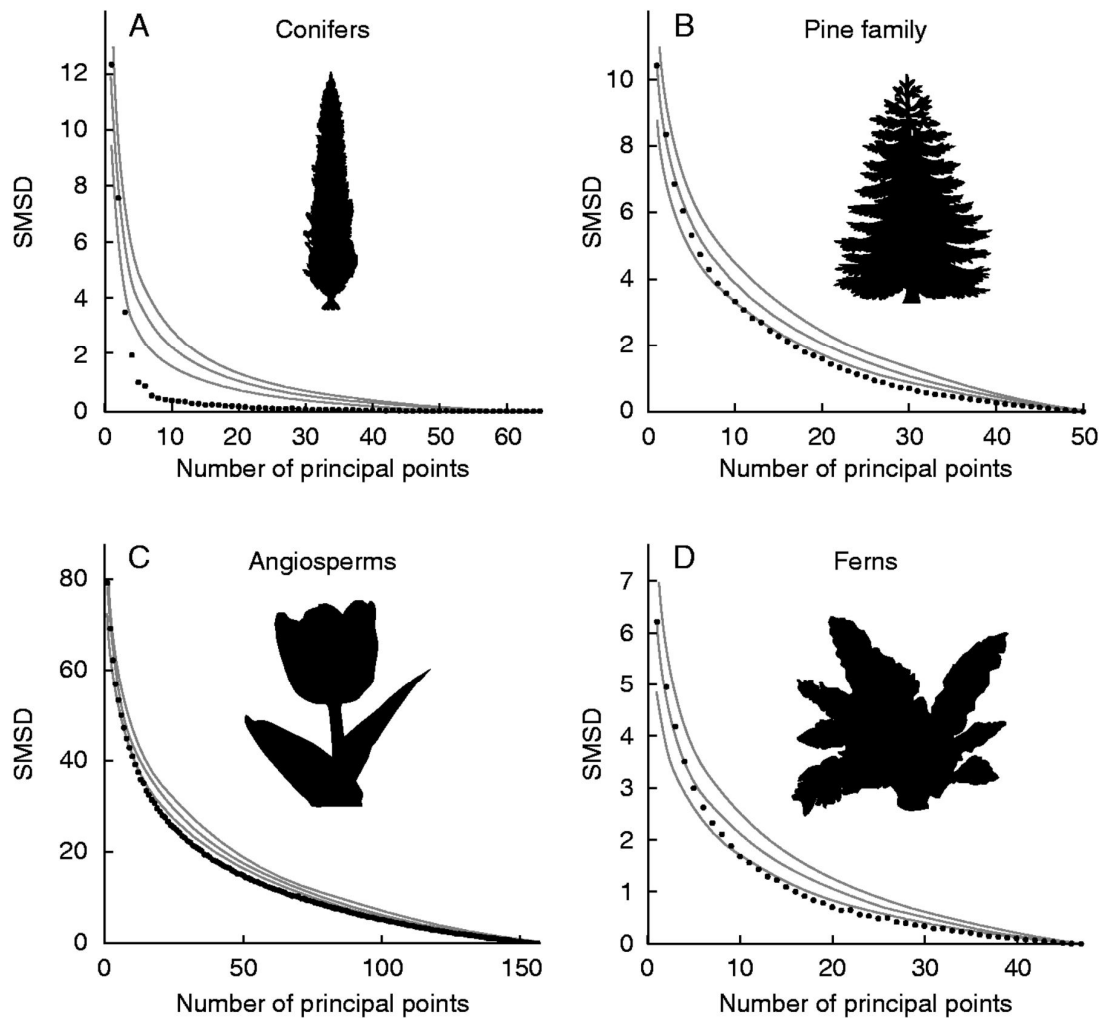 A
Conifers
SMSD
12
10
8
6
4
2
0
0 10 20 30 40 50 60
Number of principal points
B
Pine family
SMSD
10
8
6
4
2
0
0 10 20 30 40 50
Number of principal points
C
Angiosperms
SMSD
80
60
40
20
0
0 50 100 150
Number of principal points
D
Ferns
SMSD
7
6
5
4
3
2
1
0
0 10 20 30 40
Number of principal points